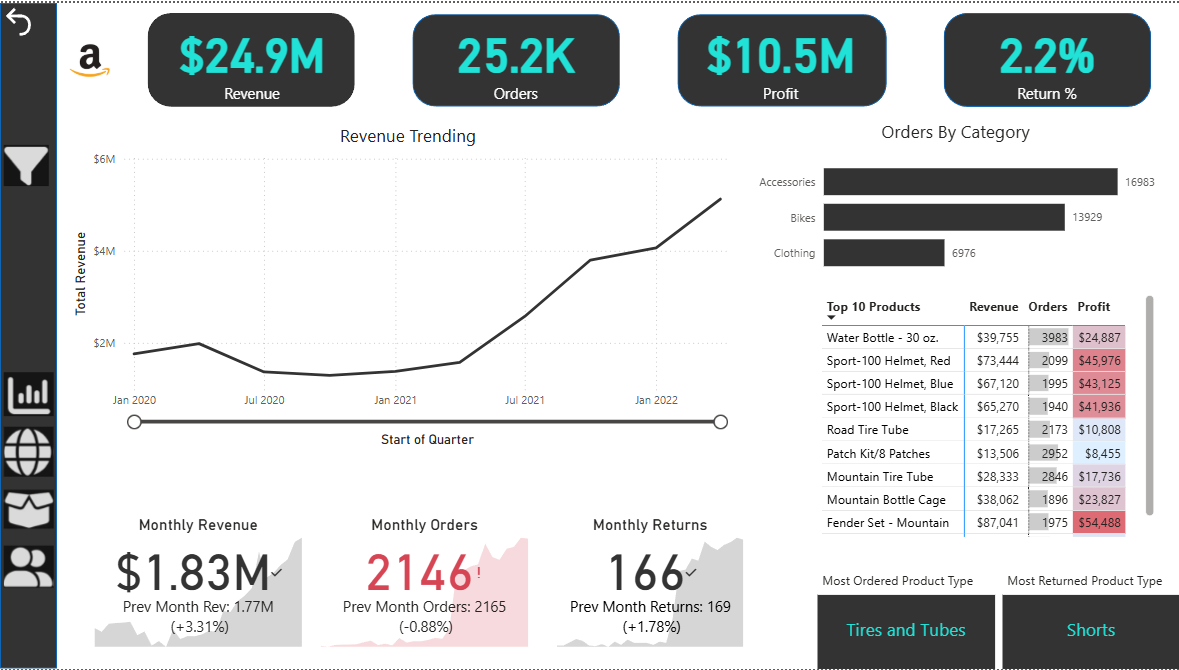 a
$24.9M
Revenue
25.2K
Orders
$10.5M
Profit
2.2%
Return %
Revenue Trending
$6M
$4M
$2M
Total Revenue
Jan 2020 Jul 2020 Jan 2021 Jul 2021 Jan 2022
Start of Quarter
Orders By Category
Accessories 16983
Bikes 13929
Clothing 6976
Top 10 Products Revenue Orders Profit
Water Bottle - 30 oz. $39,755 3983 $24,887
Sport-100 Helmet, Red $73,444 2099 $45,976
Sport-100 Helmet, Blue $67,120 1995 $43,125
Sport-100 Helmet, Black $65,270 1940 $41,936
Road Tire Tube $17,265 2173 $10,808
Patch Kit/8 Patches $13,506 2952 $8,455
Mountain Tire Tube $28,333 2846 $17,736
Mountain Bottle Cage $38,062 1896 $23,827
Fender Set - Mountain $87,041 1975 $54,488
Monthly Revenue
$1.83M
Prev Month Rev: 1.77M
(+3.31%)
Monthly Orders
2146!
Prev Month Orders: 2165
(-0.88%)
Monthly Returns
166
Prev Month Returns: 169
(+1.78%)
Most Ordered Product Type
Tires and Tubes
Most Returned Product Type
Shorts